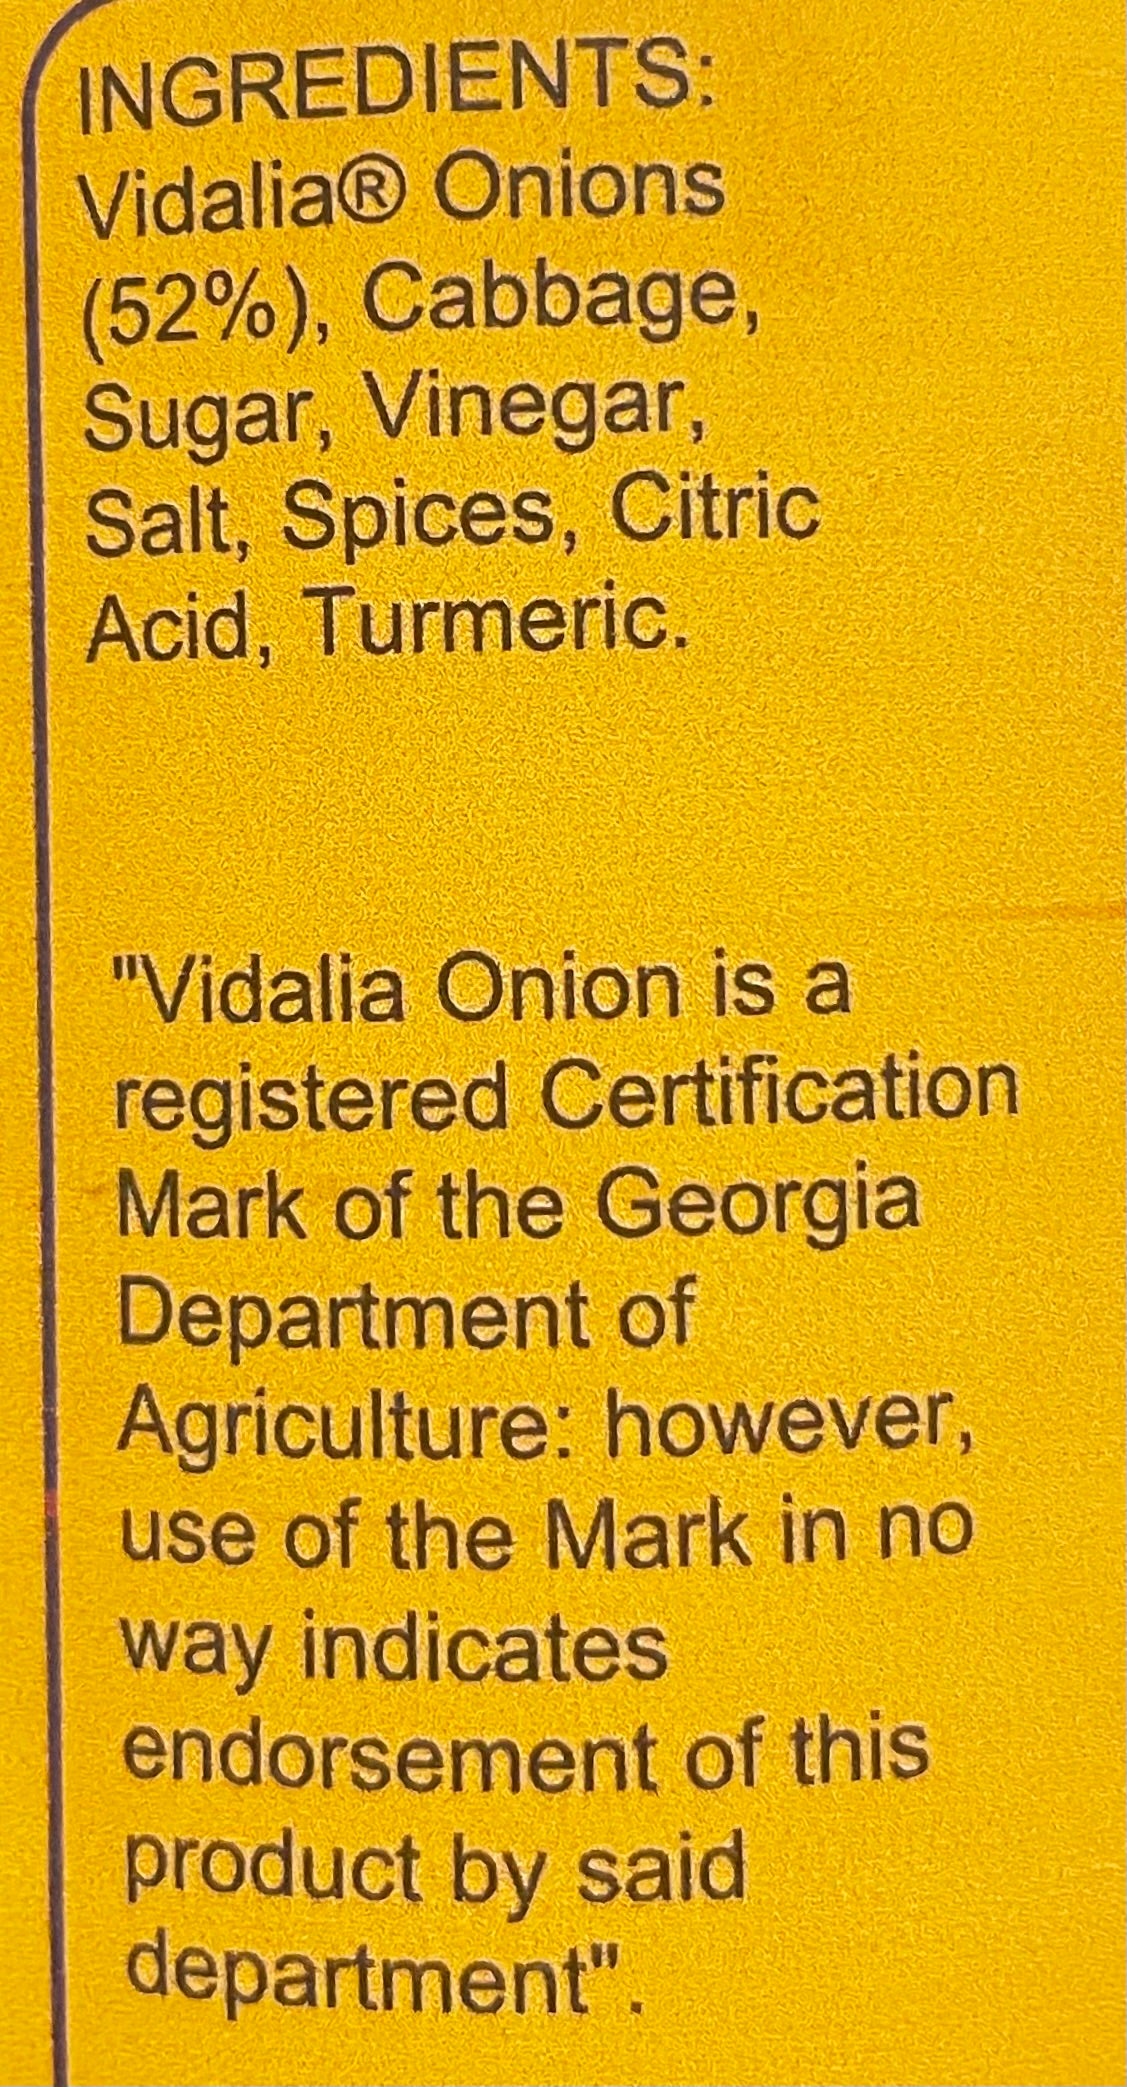 INGREDIENTS:
Vidalia® Onions
(52%), Cabbage,
Sugar, Vinegar,
Salt, Spices, Citric
Acid, Turmeric.
"Vidalia Onion is a
registered Certification
Mark of the Georgia
Department of
Agriculture: however,
use of the Mark in no
way indicates
endorsement of this
product by said
department".